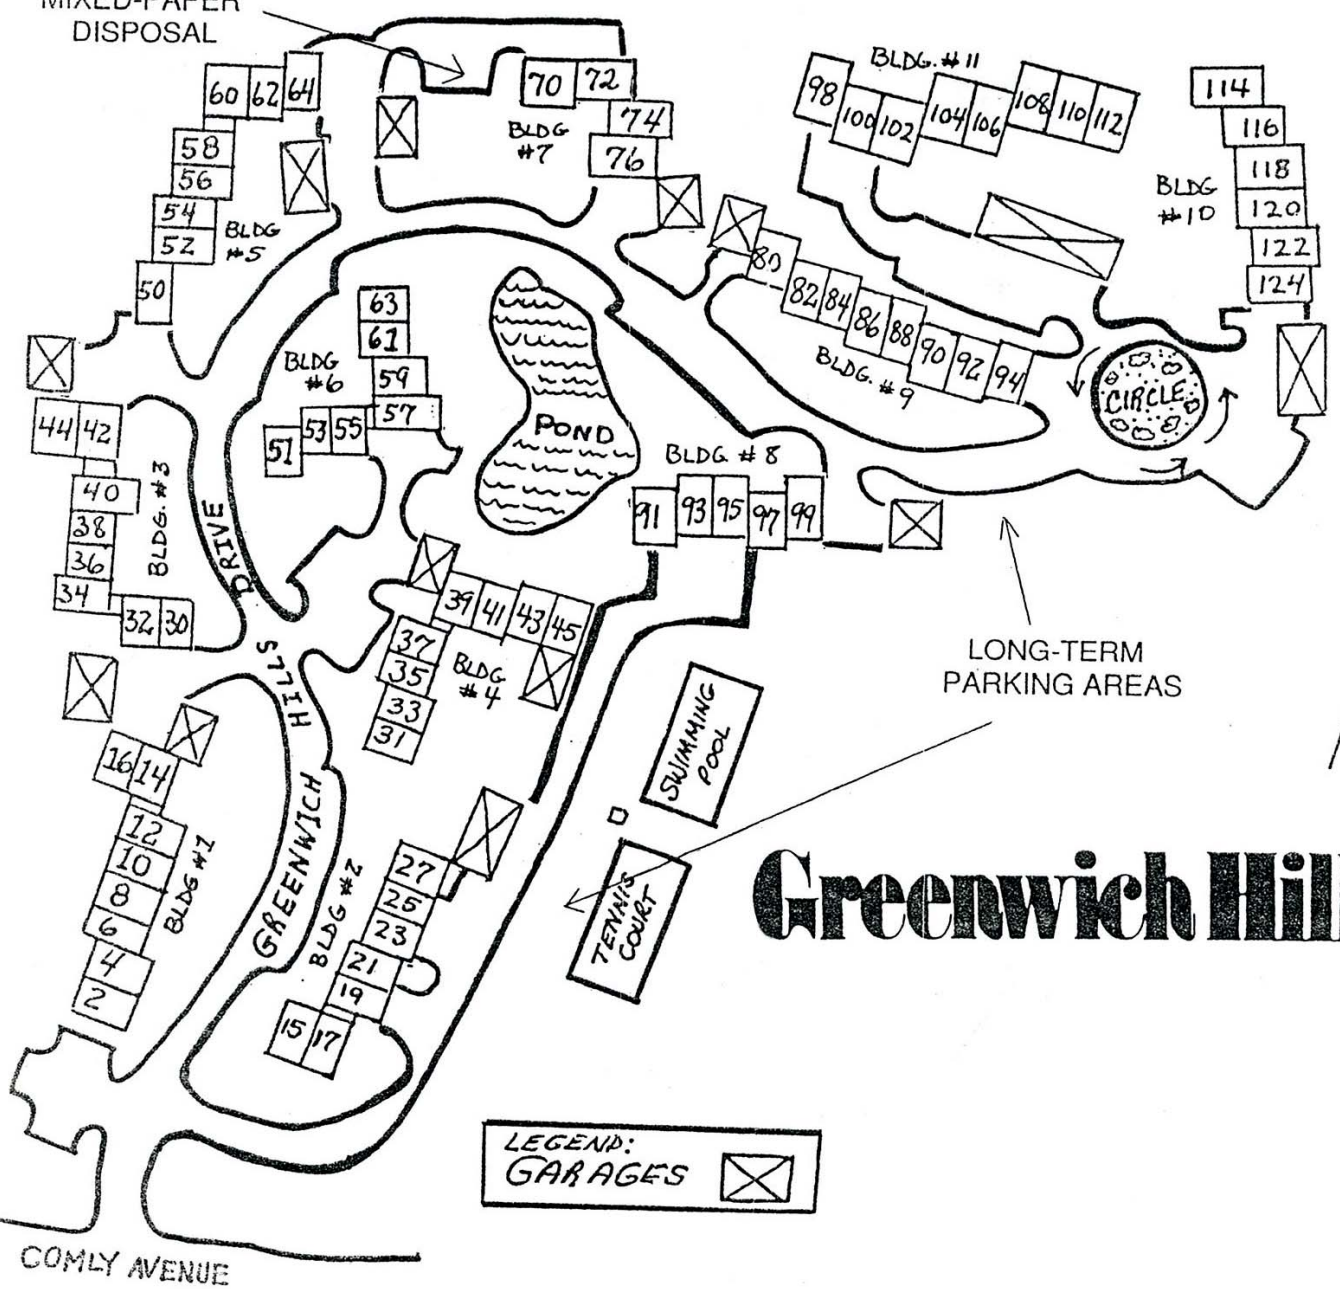 MIXED-PAPER
DISPOSAL
60 62 64
58
56
54
52
50
BLDG
#5
70 72
74
76
BLDG
#7
BLDG. #11
98
100 102
104 106
108 110 112
114
116
118
120
122
124
BLDG
#10
80
82 84
86 88
90 92 94
BLDG. #9
CIRCLE
63
61
59
57
51 53 55
BLDG
#6
POND
BLDG #8
91 93 95 97 99
44 42
40
38
36
34
32 30
BLDG. #3
39 41 43 45
37
35
33
31
BLDG
#4
LONG-TERM
PARKING AREAS
SWIMMING
POOL
TENNIS
COURT
16 14
12
10
8
6
4
2
BLDG #1
GREENWICH
HILLS
DRIVE
BLDG #2
27
25
23
21
19
15 17
Greenwich Hill
LEGEND:
GARAGES
COMLY AVENUE